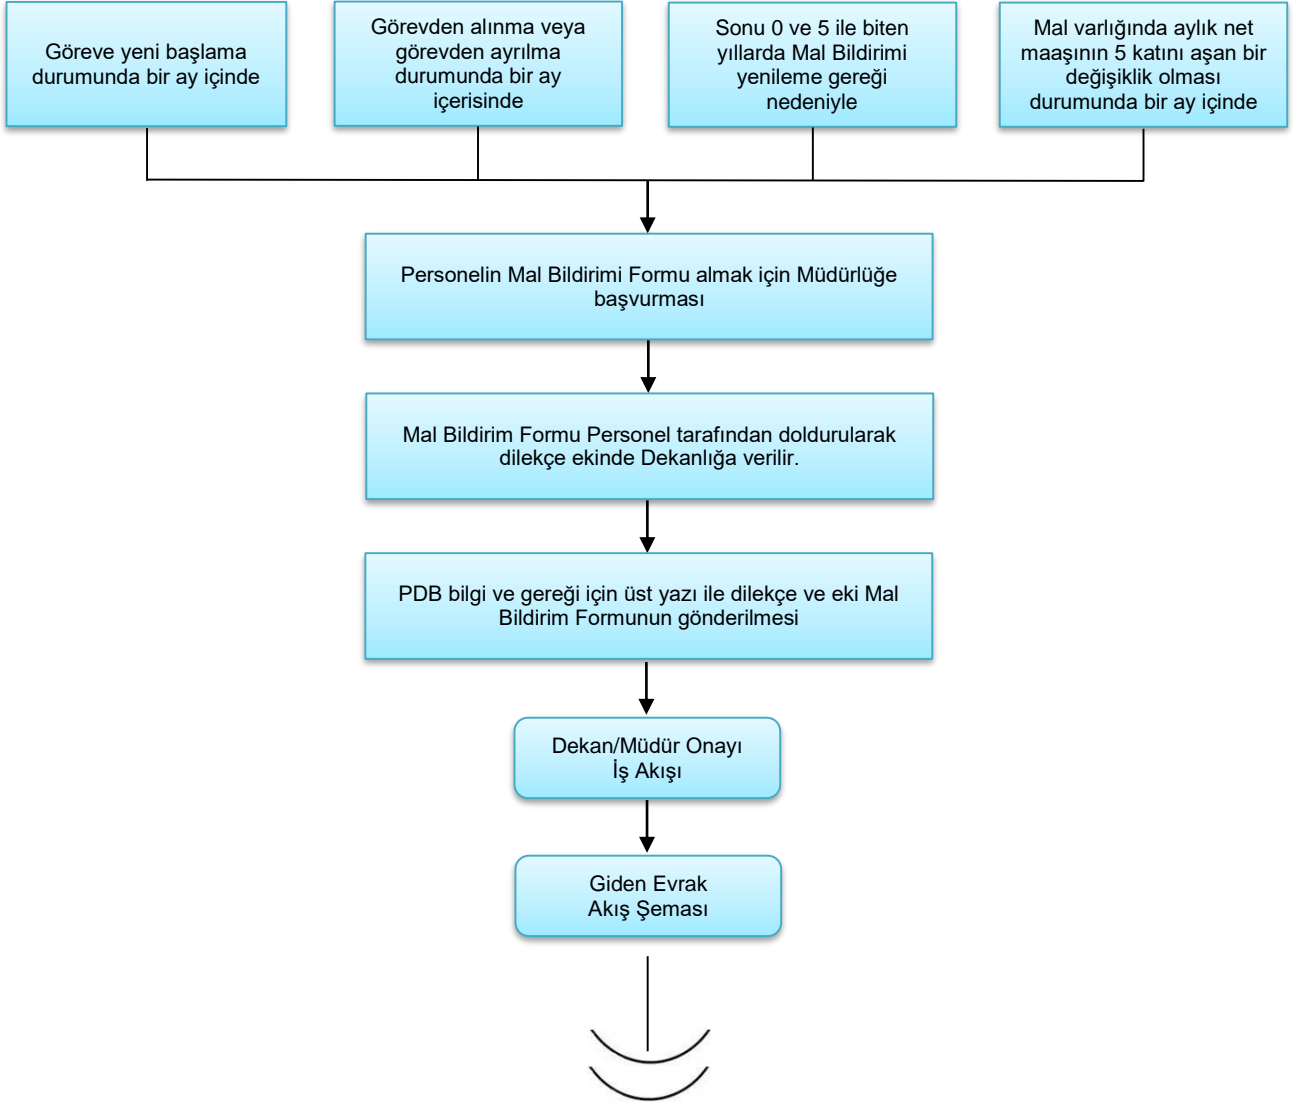 Göreve yeni başlama
durumunda bir ay içinde
Görevden alınma veya
görevden ayrılma
durumunda bir ay
içerisinde
Sonu 0 ve 5 ile biten
yıllarda Mal Bildirimi
yenileme gereği
nedeniyle
Mal varlığında aylık net
maaşının 5 katını aşan bir
değişiklik olması
durumunda bir ay içinde
Personelin Mal Bildirimi Formu almak için Müdürlüğe
başvurması
Mal Bildirim Formu Personel tarafından doldurularak
dilekçe ekinde Dekanlığa verilir.
PDB bilgi ve gereği için üst yazı ile dilekçe ve eki Mal
Bildirim Formunun gönderilmesi
Dekan/Müdür Onayı
İş Akışı
Giden Evrak
Akış Şeması